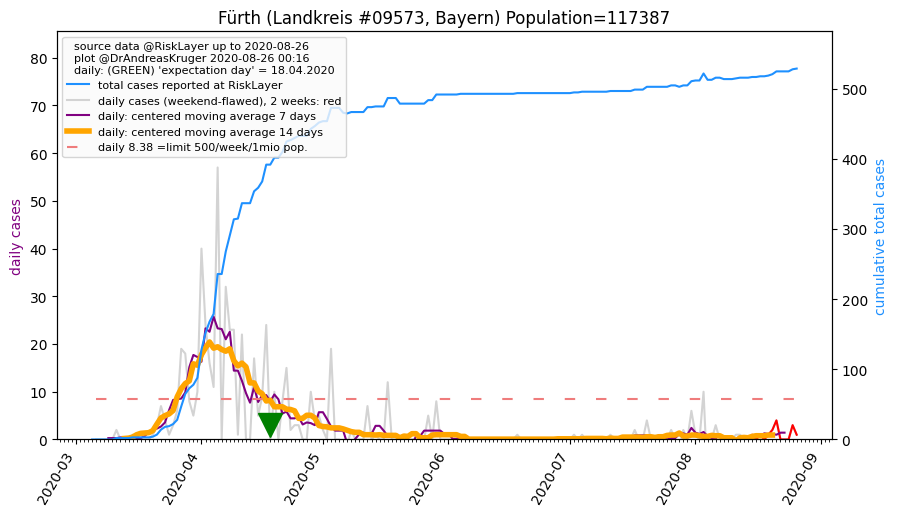 Fürth (Landkreis #09573, Bayern) Population=117387
source data @RiskLayer up to 2020-08-26
plot @DrAndreasKruger 2020-08-26 00:16
daily: (GREEN) 'expectation day' = 18.04.2020
total cases reported at RiskLayer
daily cases (weekend-flawed), 2 weeks: red
daily: centered moving average 7 days
daily: centered moving average 14 days
daily 8.38 =limit 500/week/1mio pop.
daily cases
80
70
60
50
40
30
20
10
0
cumulative total cases
500
400
300
200
100
0
2020-03
2020-04
2020-05
2020-06
2020-07
2020-08
2020-09